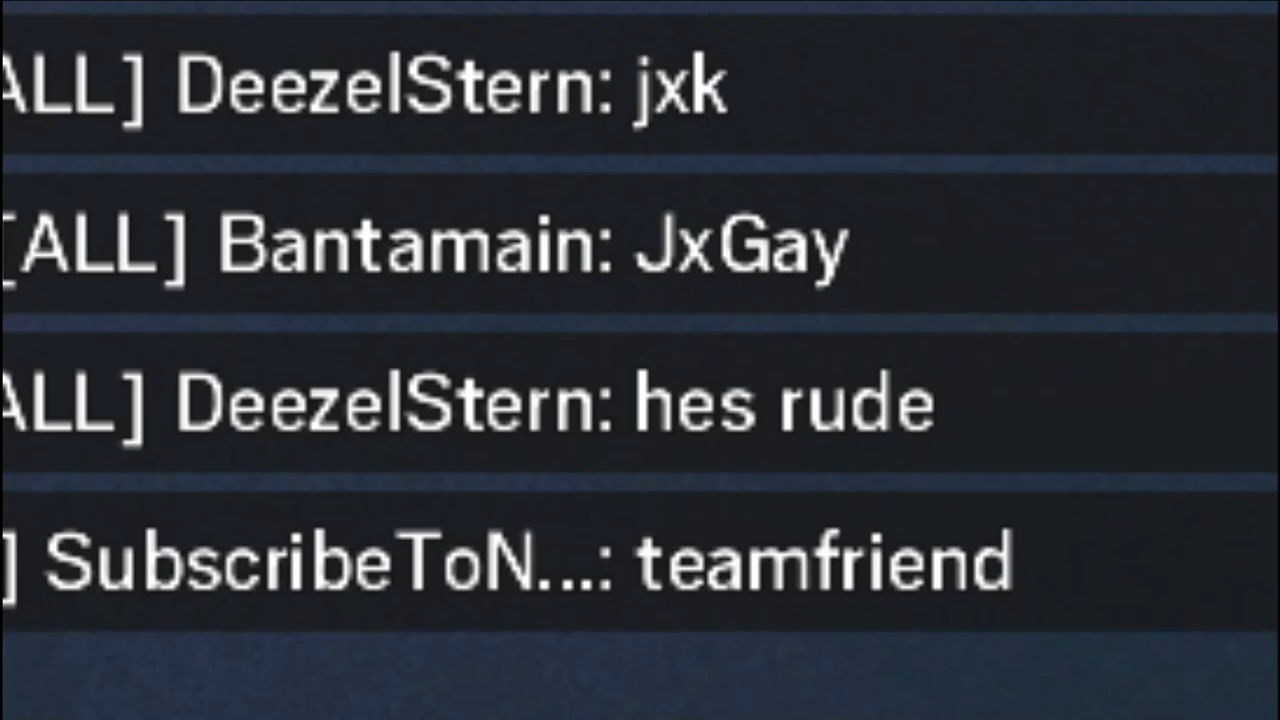 ALL] DeezelStern: jxk
[ALL] Bantamain: JxGay
ALL] DeezelStern: hes rude
] SubscribeToN...: teamfriend